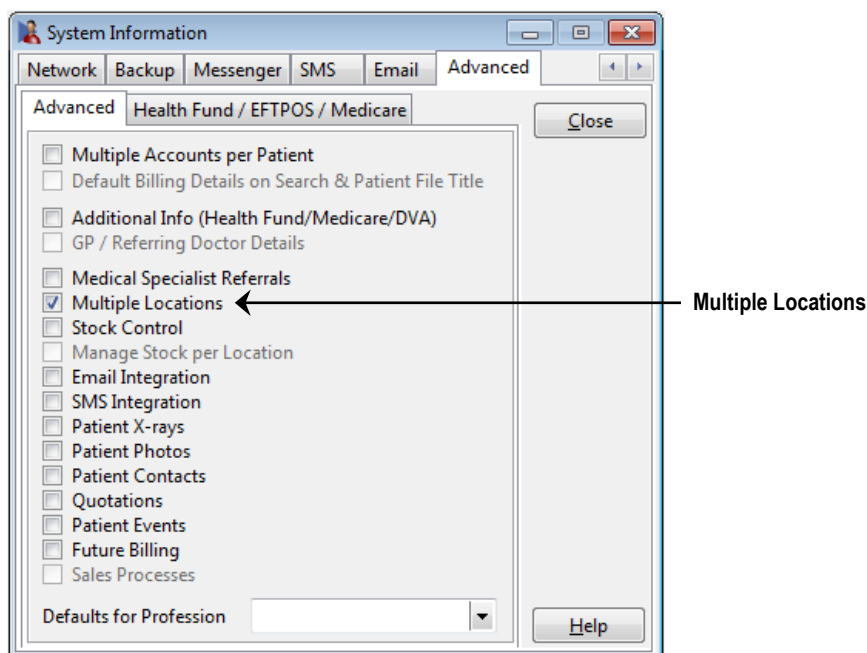 System Information
Network Backup Messenger SMS Email Advanced
Advanced Health Fund / EFTPOS / Medicare
Close
Multiple Accounts per Patient
Default Billing Details on Search & Patient File Title
Additional Info (Health Fund/Medicare/DVA)
GP / Referring Doctor Details
Medical Specialist Referrals
Multiple Locations
Multiple Locations
Stock Control
Manage Stock per Location
Email Integration
SMS Integration
Patient X-rays
Patient Photos
Patient Contacts
Quotations
Patient Events
Future Billing
Sales Processes
Defaults for Profession
Help